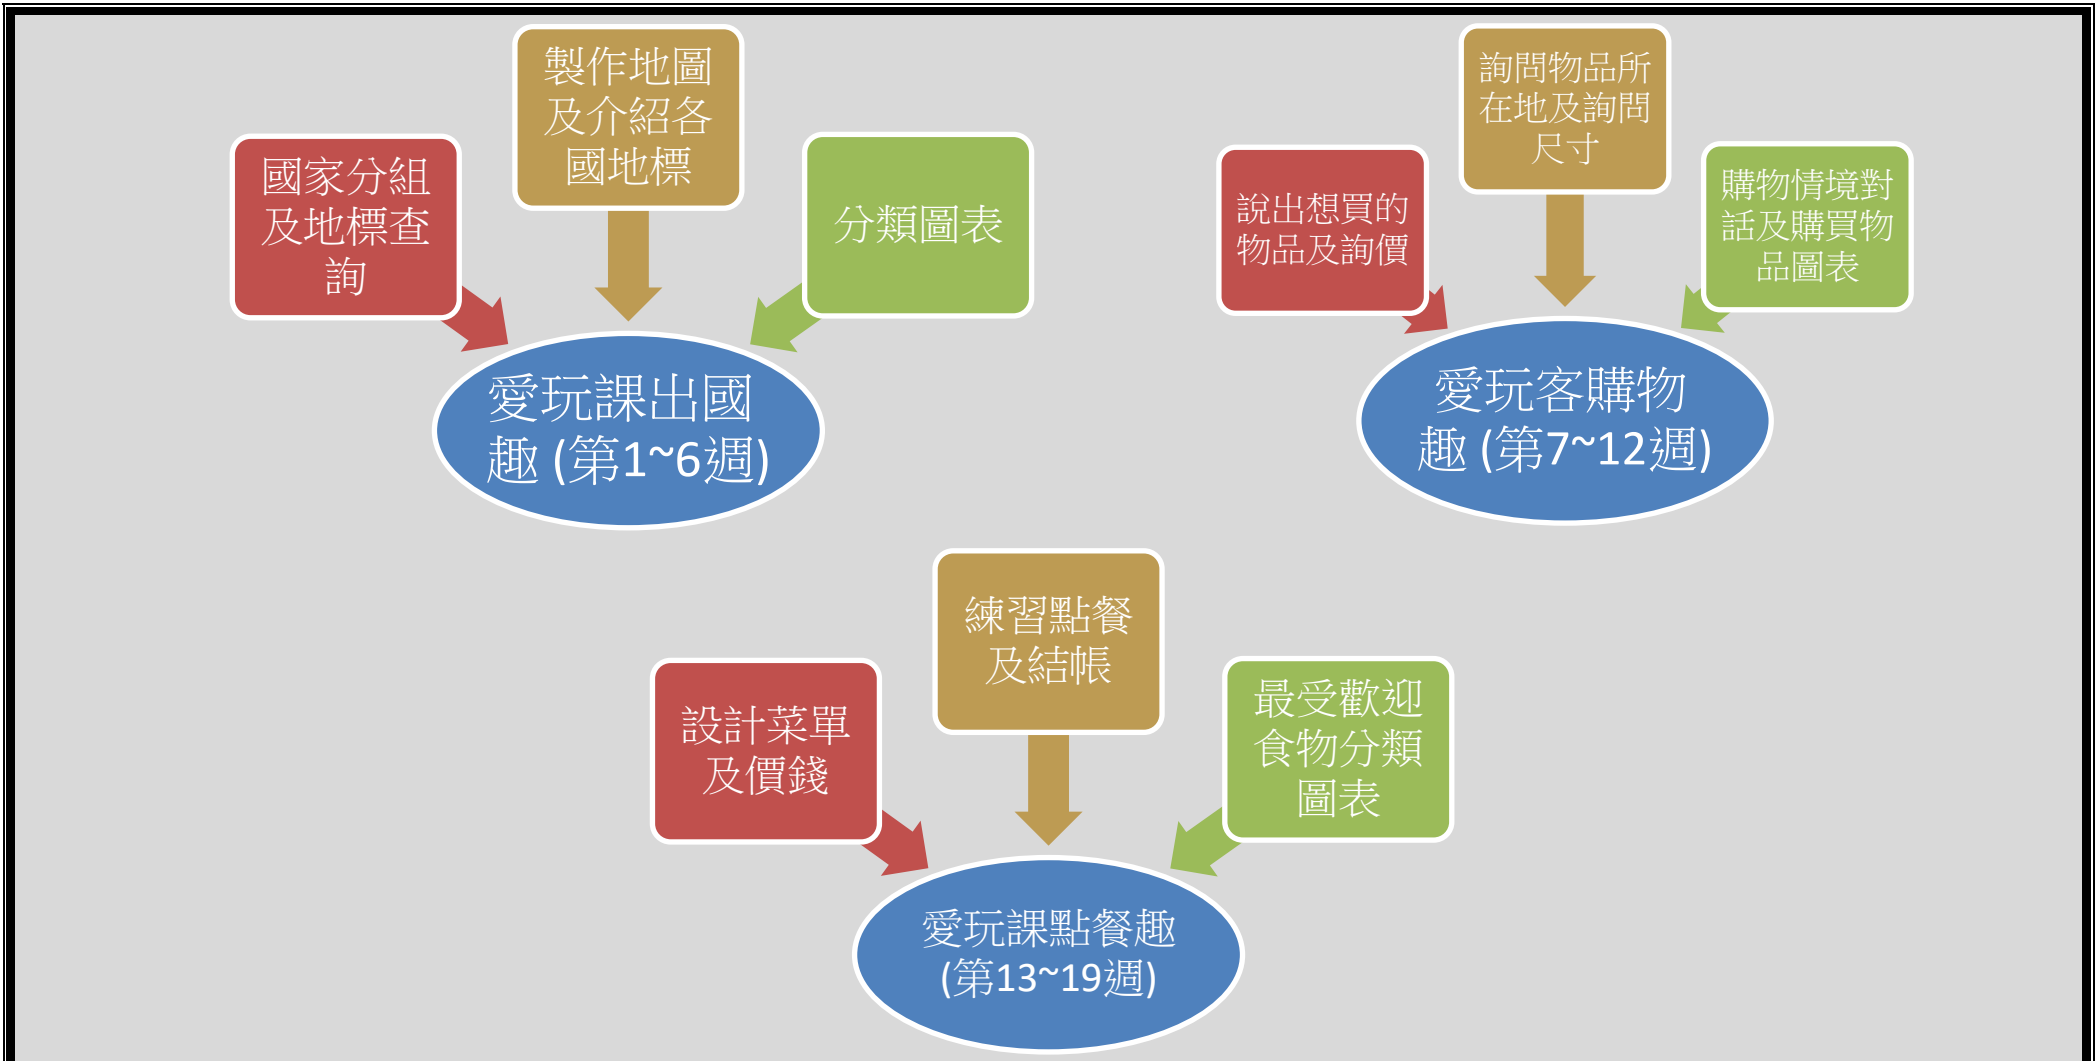 國家分組
及地標查
詢
製作地圖
及介紹各
國地標
分類圖表
愛玩課出國
趣 (第1~6週)
說出想買的
物品及詢價
詢問物品所
在地及詢問
尺寸
購物情境對
話及購買物
品圖表
愛玩客購物
趣 (第7~12週)
設計菜單
及價錢
練習點餐
及結帳
最受歡迎
食物分類
圖表
愛玩課點餐趣
(第13~19週)